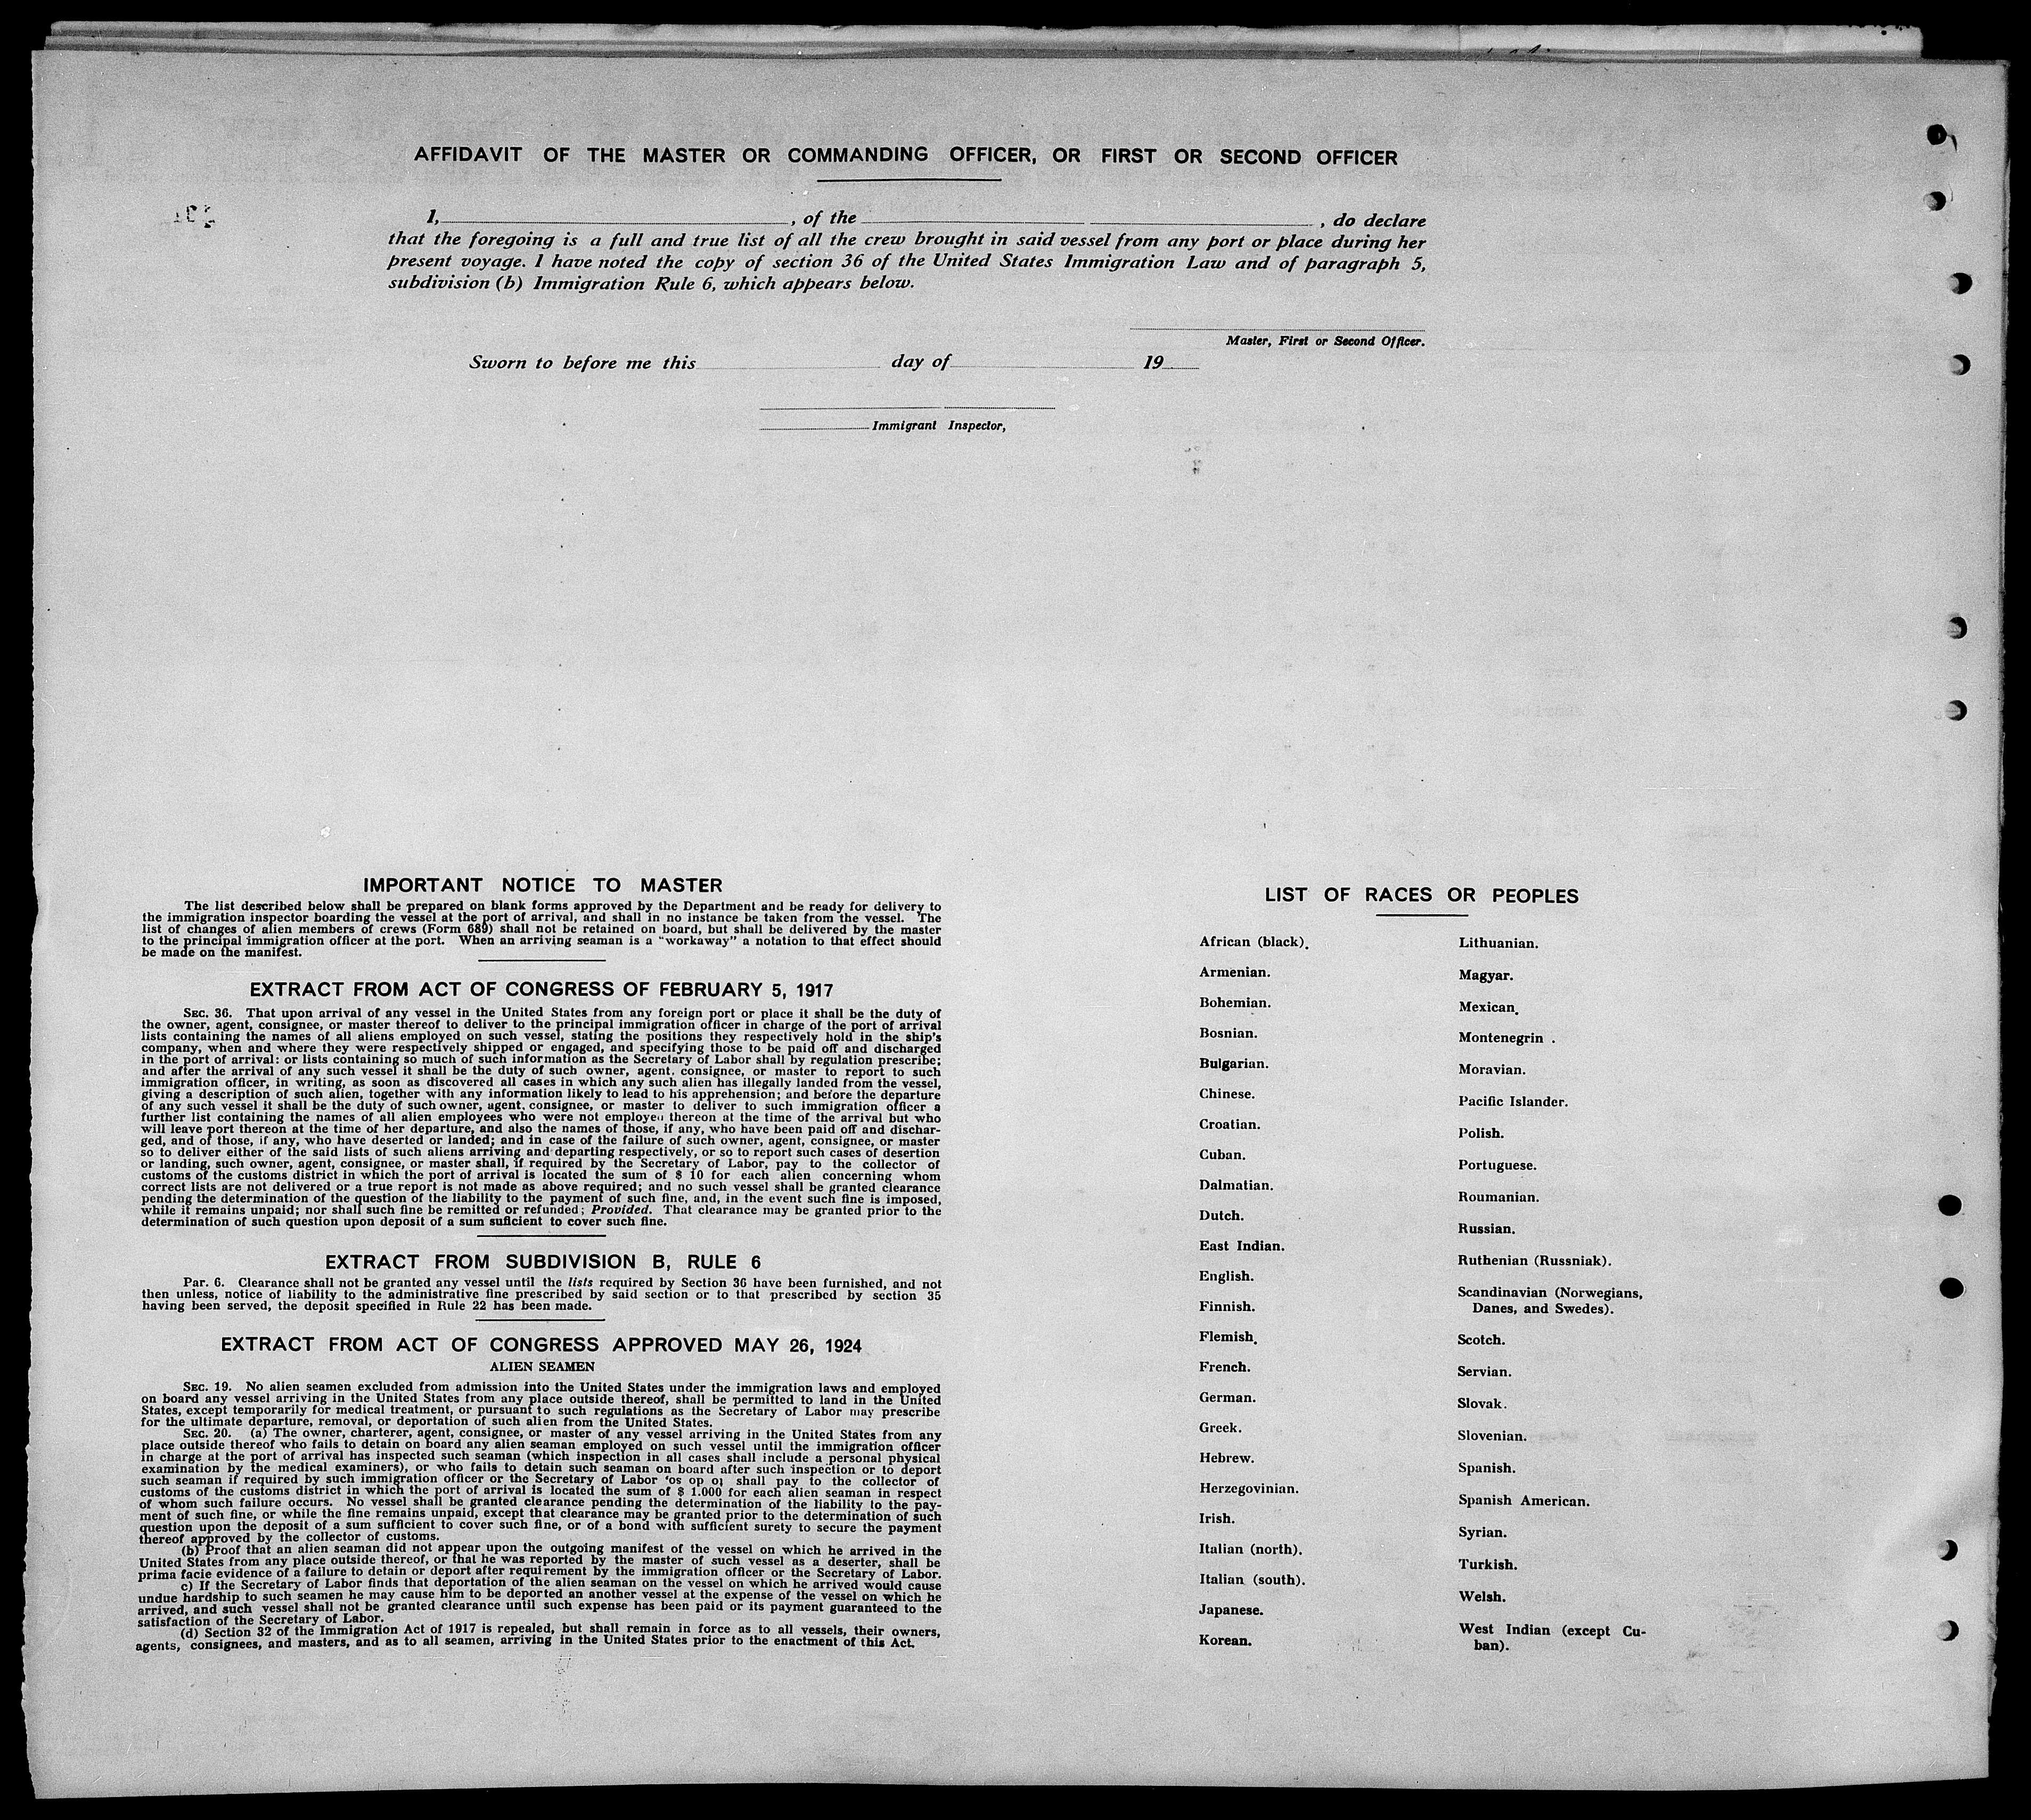 AFFIDAVIT OF THE MASTER OR COMMANDING OFFICER, OR FIRST OR SECOND OFFICER
I, , of the , do declare
that the foregoing is a full and true list of all the crew brought in said vessel from any port or place during her
present voyage. I have noted the copy of section 36 of the United States Immigration Law and of paragraph 5,
subdivision (b) Immigration Rule 6, which appears below.
Master, First or Second Officer.
Sworn to before me this day of 19
Immigrant Inspector,
IMPORTANT NOTICE TO MASTER
The list described below shall be prepared on blank forms approved by the Department and be ready for delivery to
the immigration inspector boarding the vessel at the port of arrival, and shall in no instance be taken from the vessel. The
list of changes of alien members of crews (Form 689) shall not be retained on board, but shall be delivered by the master
to the principal immigration officer at the port. When an arriving seaman is a "workaway" a notation to that effect should
be made on the manifest.
EXTRACT FROM ACT OF CONGRESS OF FEBRUARY 5, 1917
SEC. 36. That upon arrival of any vessel in the United States from any foreign port or place it shall be the duty of
the owner, agent, consignee, or master thereof to deliver to the principal immigration officer in charge of the port of arrival
lists containing the names of all aliens employed on such vessel, stating the positions they respectively hold in the ship's
company, when and where they were respectively shipped or engaged, and specifying those to be paid off and discharged
in the port of arrival: or lists containing so much of such information as the Secretary of Labor shall by regulation prescribe;
and after the arrival of any such vessel it shall be the duty of such owner, agent. consignee, or master to report to such
immigration officer, in writing, as soon as discovered all cases in which any such alien has illegally landed from the vessel,
giving a description of such alien, together with any information likely to lead to his apprehension; and before the departure
of any such vessel it shall be the duty of such owner, agent, consignee, or master to deliver to such immigration officer a
further list containing the names of all alien employees who were not employed thereon at the time of the arrival but who
will leave port thereon at the time of her departure, and also the names of those, if any, who have been paid off and dischar-
ged, and of those, if any, who have deserted or landed; and in case of the failure of such owner, agent, consignee, or master
so to deliver either of the said lists of such aliens arriving and departing respectively, or so to report such cases of desertion
or landing, such owner, agent, consignee, or master shall, if required by the Secretary of Labor, pay to the collector of
customs of the customs district in which the port of arrival is located the sum of $ 10 for each alien concerning whom
correct lists are not delivered or a true report is not made as above required; and no such vessel shall be granted clearance
pending the determination of the question of the liability to the payment of such fine, and, in the event such fine is imposed,
while it remains unpaid; nor shall such fine be remitted or refunded; Provided. That clearance may be granted prior to the
determination of such question upon deposit of a sum suficient to cover such fine.
EXTRACT FROM SUBDIVISION B, RULE 6
Par. 6. Clearance shall not be granted any vessel until the lists required by Section 36 have been furnished, and not
then unless, notice of liability to the administrative fine prescribed by said section or to that prescribed by section 35
having been served, the deposit specified in Rule 22 has been made.
EXTRACT FROM ACT OF CONGRESS APPROVED MAY 26, 1924
ALIEN SEAMEN
SEC. 19. No alien seamen excluded from admission into the United States under the immigration laws and employed
on board any vessel arriving in the United States from any place outside thereof, shall be permitted to land in the United
States, except temporarily for medical treatment, or pursuant to such regulations as the Secretary of Labor may prescribe
for the ultimate departure, removal, or deportation of such alien from the United States.
SEC. 20. (a) The owner, charterer, agent, consignee, or master of any vessel arriving in the United States from any
place outside thereof who fails to detain on board any alien seaman employed on such vessel until the immigration officer
in charge at the port of arrival has inspected such seaman (which inspection in all cases shall include a personal physical
examination by the medical examiners), or who fails to detain such seaman on board after such inspection or to deport
such seaman if required by such immigration officer or the Secretary of Labor 'os op oı shall pay to the collector of
customs of the customs district in which the port of arrival is located the sum of $ 1.000 for each alien seaman in respect
of whom such failure occurs. No vessel shall be granted clearance pending the determination of the liability to the pay-
ment of such fine, or while the fine remains unpaid, except that clearance may be granted prior to the determination of such
question upon the deposit of a sum sufficient to cover such fine, or of a bond with sufficient surety to secure the payment
thereof approved by the collector of customs.
(b) Proof that an alien seaman did not appear upon the outgoing manifest of the vessel on which he arrived in the
United States from any place outside thereof, or that he was reported by the master of such vessel as a deserter, shall be
prima facie evidence of a failure to detain or deport after requirement by the immigration officer or the Secretary of Labor.
c) If the Secretary of Labor finds that deportation of the alien seaman on the vessel on which he arrived would cause
undue hardship to such seamen he may cause him to be deported an another vessel at the expense of the vessel on which he
arrived, and such vessel shall not be granted clearance until such expense has been paid or its payment guaranteed to the
satisfaction of the Secretary of Labor.
(d) Section 32 of the Immigration Act of 1917 is repealed, but shall remain in force as to all vessels, their owners,
agents, consignees, and masters, and as to all seamen, arriving in the United States prior to the enactment of this Act.
LIST OF RACES OR PEOPLES
African (black).
Armenian.
Bohemian.
Bosnian.
Bulgarian.
Chinese.
Croatian.
Cuban.
Dalmatian.
Dutch.
East Indian.
English.
Finnish.
Flemish.
French.
German.
Greek.
Hebrew.
Herzegovinian.
Irish.
Italian (north).
Italian (south).
Japanese.
Korean.
Lithuanian.
Magyar.
Mexican.
Montenegrin .
Moravian.
Pacific Islander.
Polish.
Portuguese.
Roumanian.
Russian.
Ruthenian (Russniak).
Scandinavian (Norwegians,
Danes, and Swedes).
Scotch.
Servian.
Slovak.
Slovenian.
Spanish.
Spanish American.
Syrian.
Turkish.
Welsh.
West Indian (except Cu-
ban).